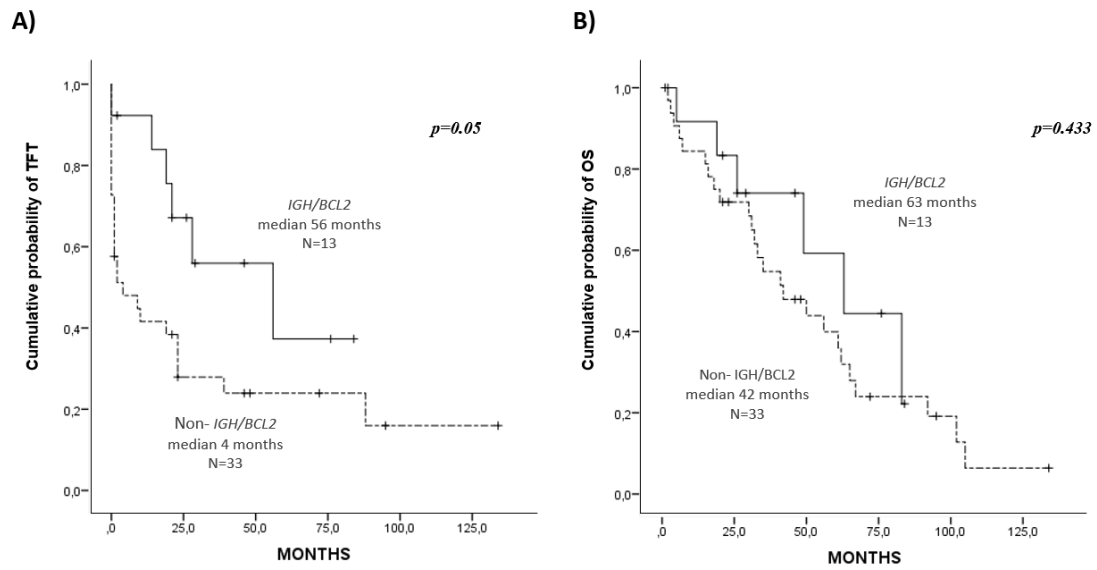 A)
Cumulative probability of TFT
1,0
0,8
0,6
0,4
0,2
0,0
,0 25,0 50,0 75,0 100,0 125,0
MONTHS
p=0.05
IGH/BCL2
median 56 months
N=13
Non- IGH/BCL2
median 4 months
N=33
B)
Cumulative probability of OS
1,0
0,8
0,6
0,4
0,2
0,0
,0 25,0 50,0 75,0 100,0 125,0
MONTHS
p=0.433
IGH/BCL2
median 63 months
N=13
Non- IGH/BCL2
median 42 months
N=33